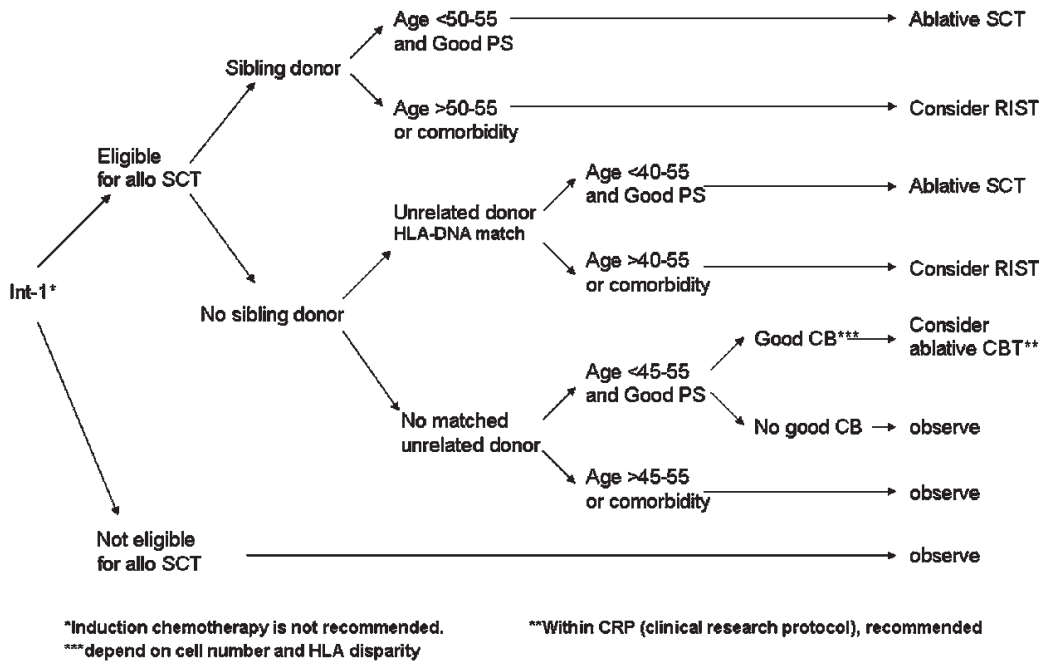 Age <50-55
and Good PS
Ablative SCT
Sibling donor
Age >50-55
or comorbidity
Consider RIST
Eligible
for allo SCT
Age <40-55
and Good PS
Ablative SCT
Unrelated donor
HLA-DNA match
Age >40-55
or comorbidity
Consider RIST
Int-1*
No sibling donor
Good CB***
Consider
ablative CBT**
Age <45-55
and Good PS
No matched
unrelated donor
No good CB
observe
Age >45-55
or comorbidity
observe
Not eligible
for allo SCT
observe
*Induction chemotherapy is not recommended.
**Within CRP (clinical research protocol), recommended
***depend on cell number and HLA disparity